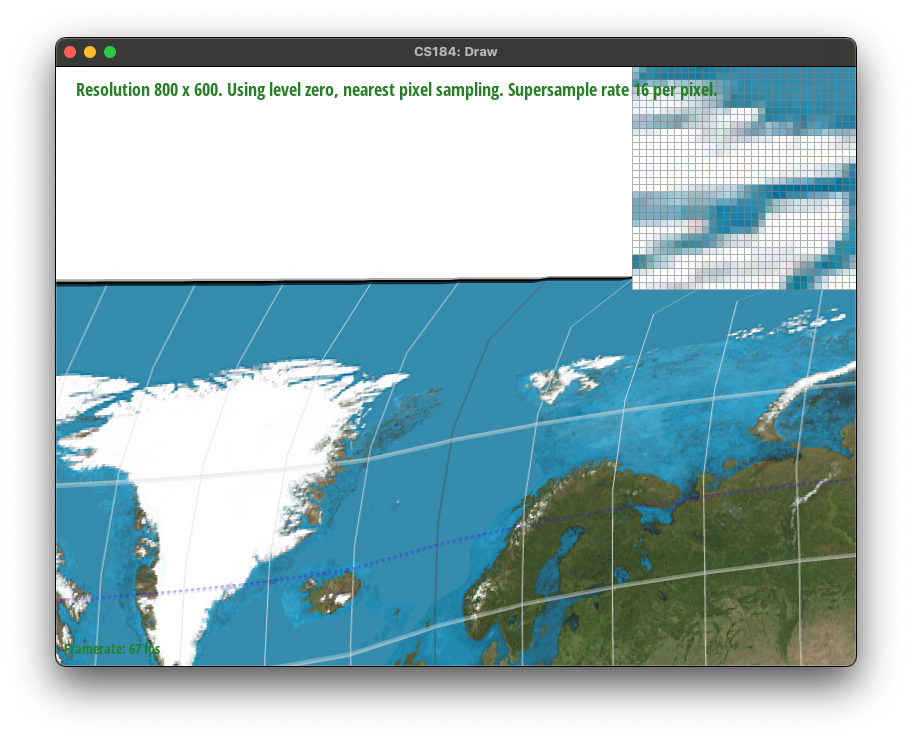 CS184: Draw
Resolution 800 x 600. Using level zero, nearest pixel sampling. Supersample rate 16 per pixel.
Framerate: 67 fps